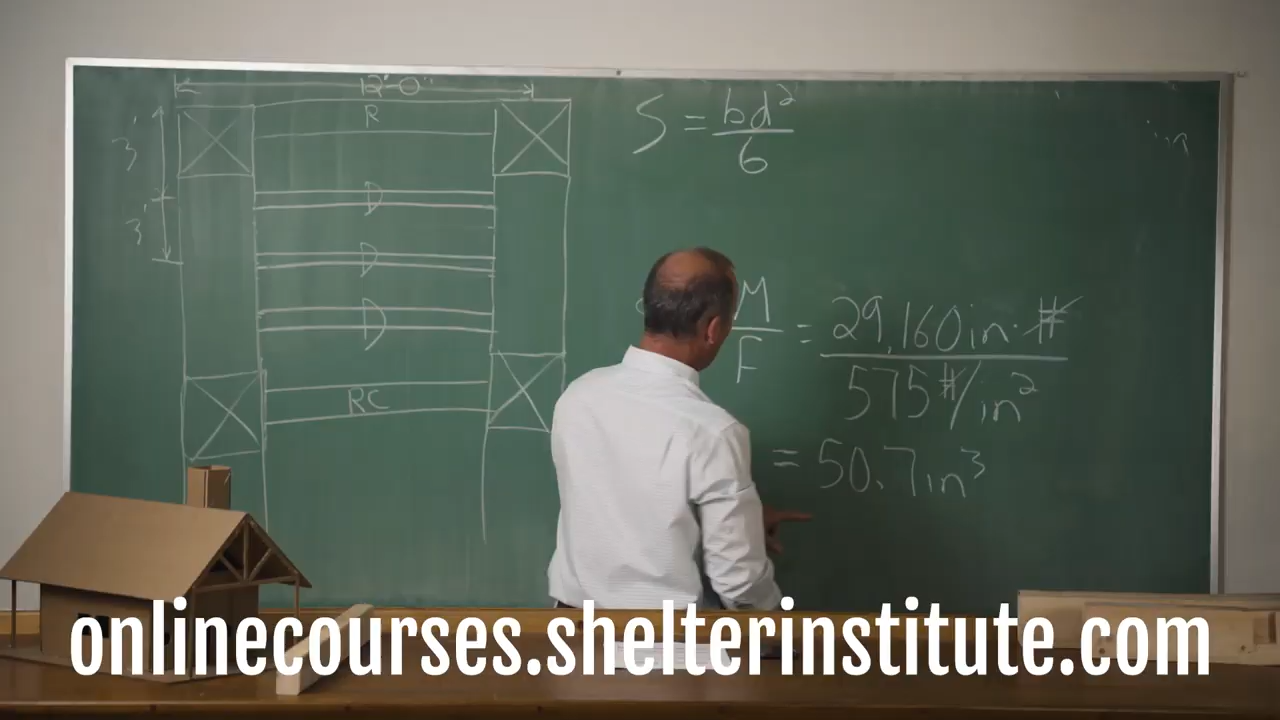 12'-0"
R
3'
D
3'
D
D
RC
S = bd²/6
M/F = 29,160 in·#/575 #/in²
= 50.7 in³
onlinecourses.shelterinstitute.com